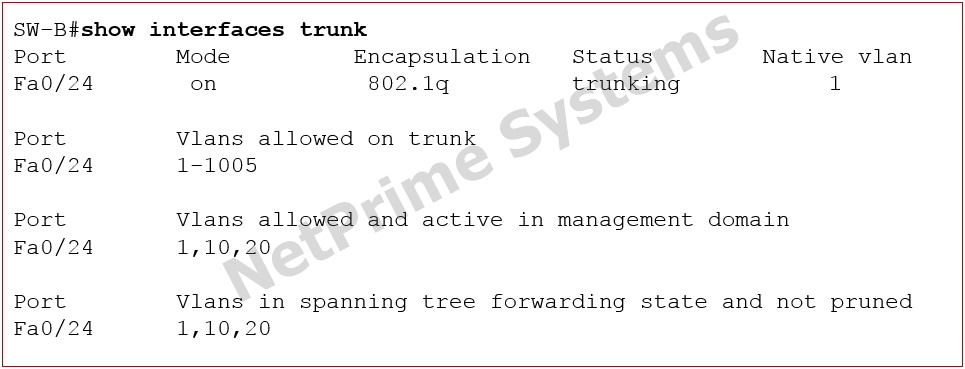 SW-B#show interfaces trunk
Port Mode Encapsulation Status Native vlan
Fa0/24 on 802.1q trunking 1
Port Vlans allowed on trunk
Fa0/24 1-1005
Port Vlans allowed and active in management domain
Fa0/24 1,10,20
Port Vlans in spanning tree forwarding state and not pruned
Fa0/24 1,10,20
NetPrime Systems